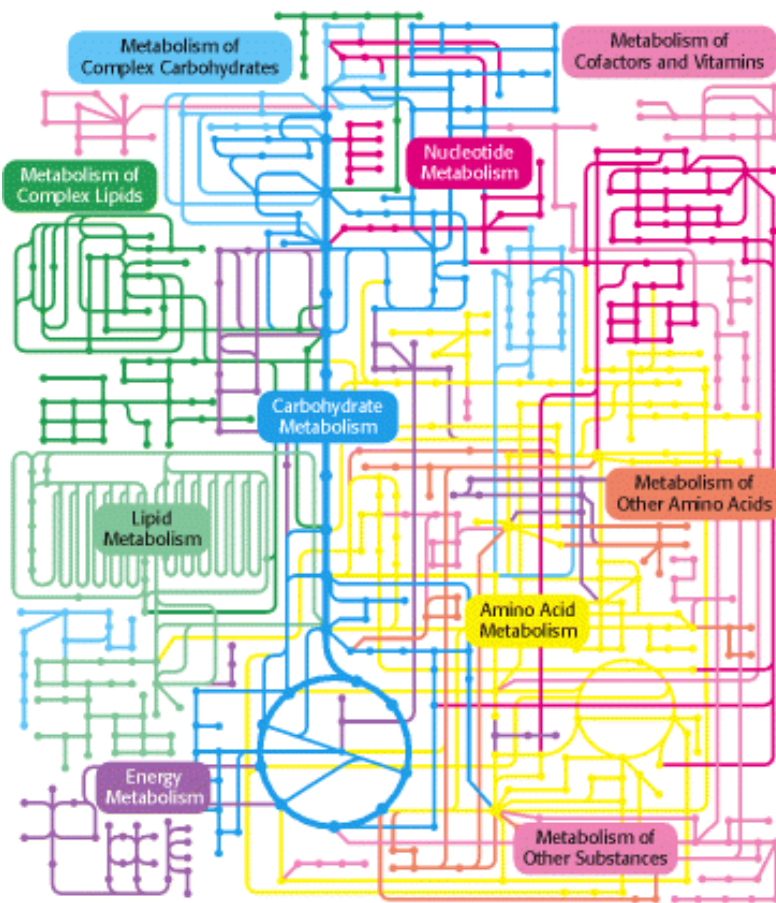 Metabolism of
Complex Carbohydrates
Metabolism of
Cofactors and Vitamins
Nucleotide
Metabolism
Metabolism of
Complex Lipids
Carbohydrate
Metabolism
Metabolism of
Other Amino Acids
Lipid
Metabolism
Amino Acid
Metabolism
Energy
Metabolism
Metabolism of
Other Substances